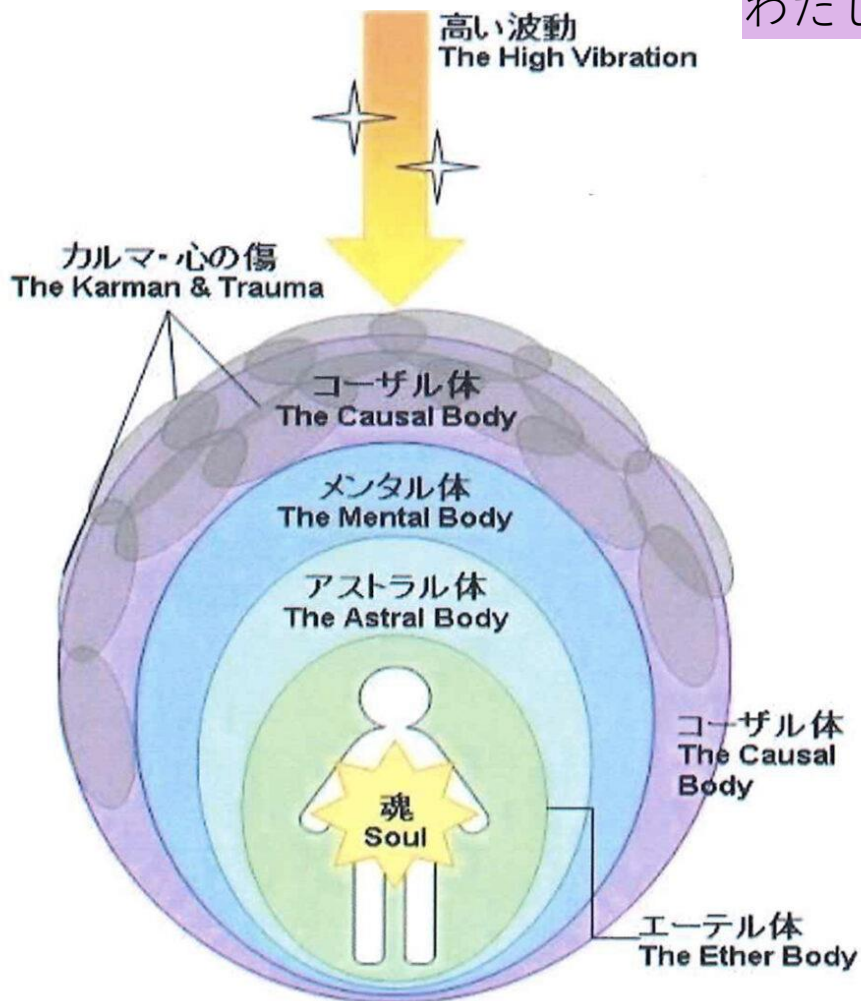 わたし
高い波動
The High Vibration
カルマ・心の傷
The Karman & Trauma
コーザル体
The Causal Body
メンタル体
The Mental Body
アストラル体
The Astral Body
魂
Soul
コーザル体
The Causal
Body
エーテル体
The Ether Body